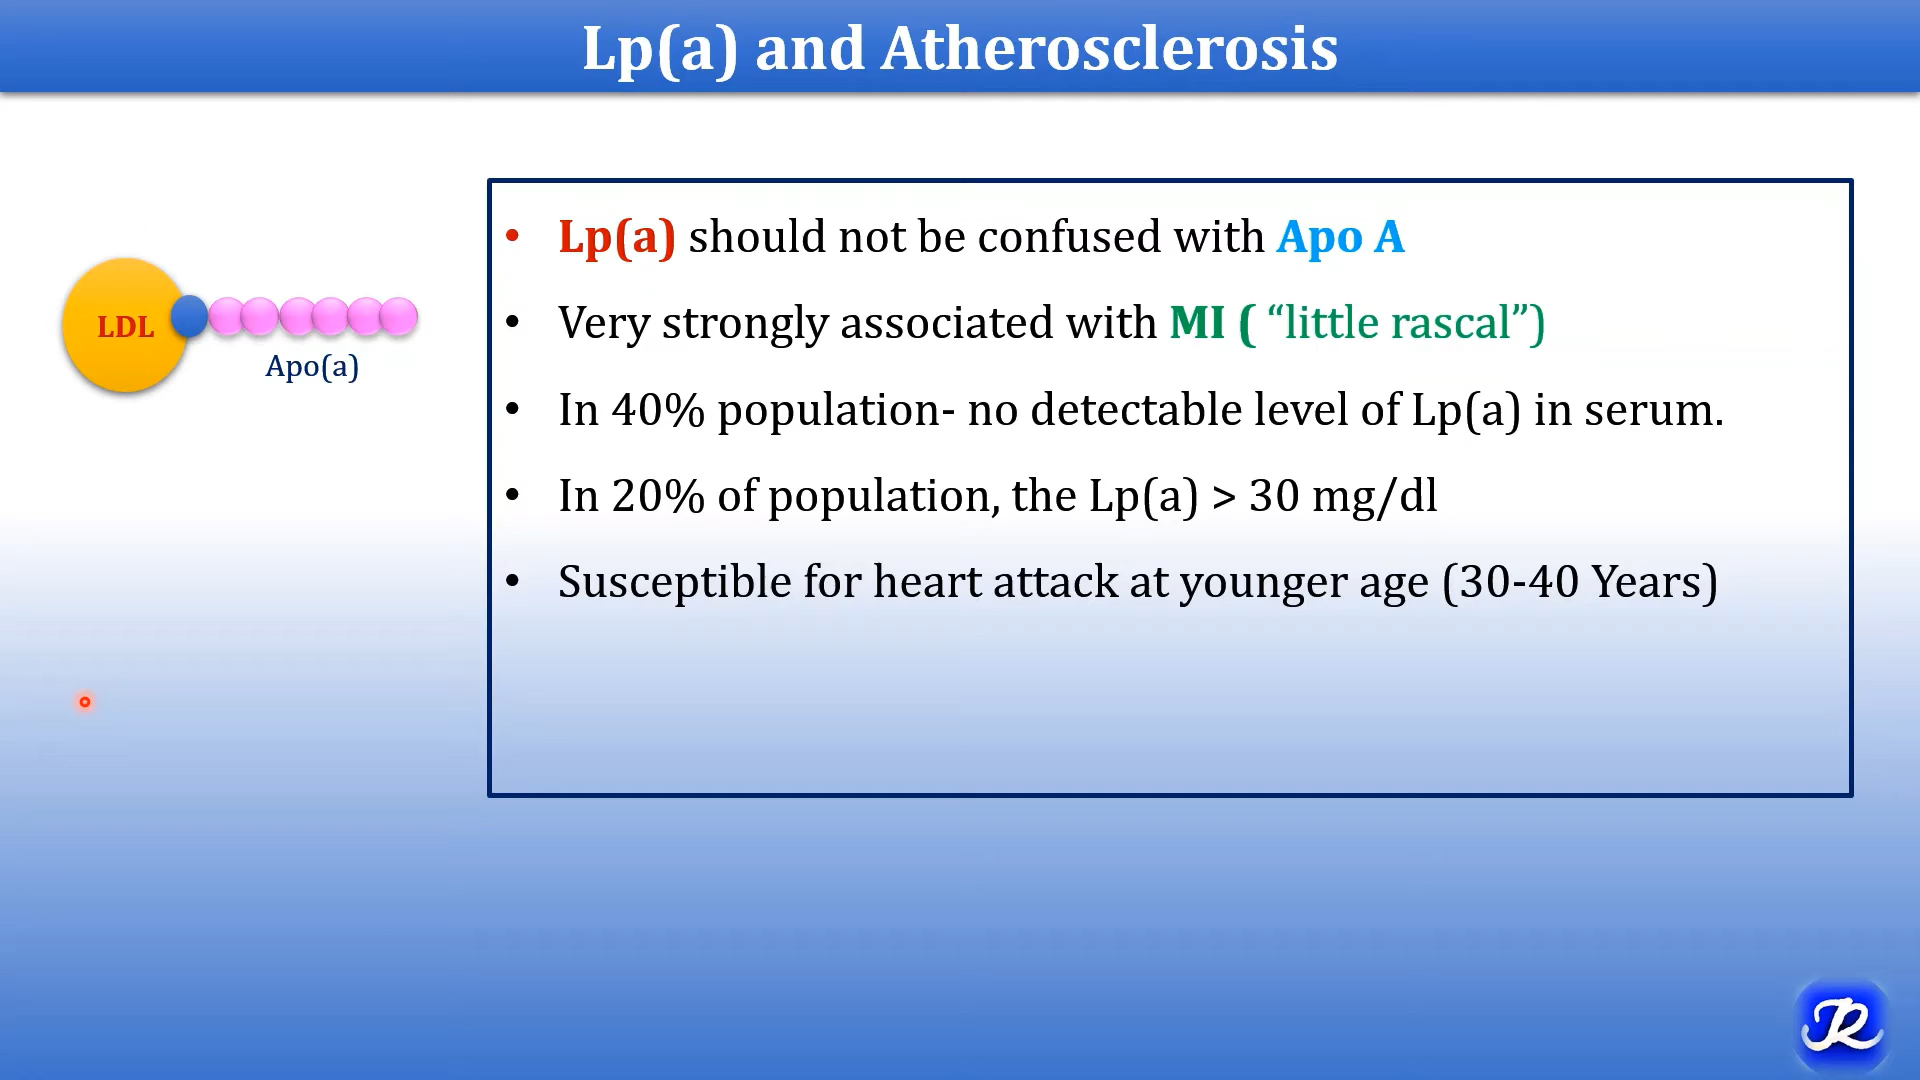 Lp(a) and Atherosclerosis
LDL
Apo(a)
• Lp(a) should not be confused with Apo A
• Very strongly associated with MI ( “little rascal”)
• In 40% population- no detectable level of Lp(a) in serum.
• In 20% of population, the Lp(a) > 30 mg/dl
• Susceptible for heart attack at younger age (30-40 Years)
R